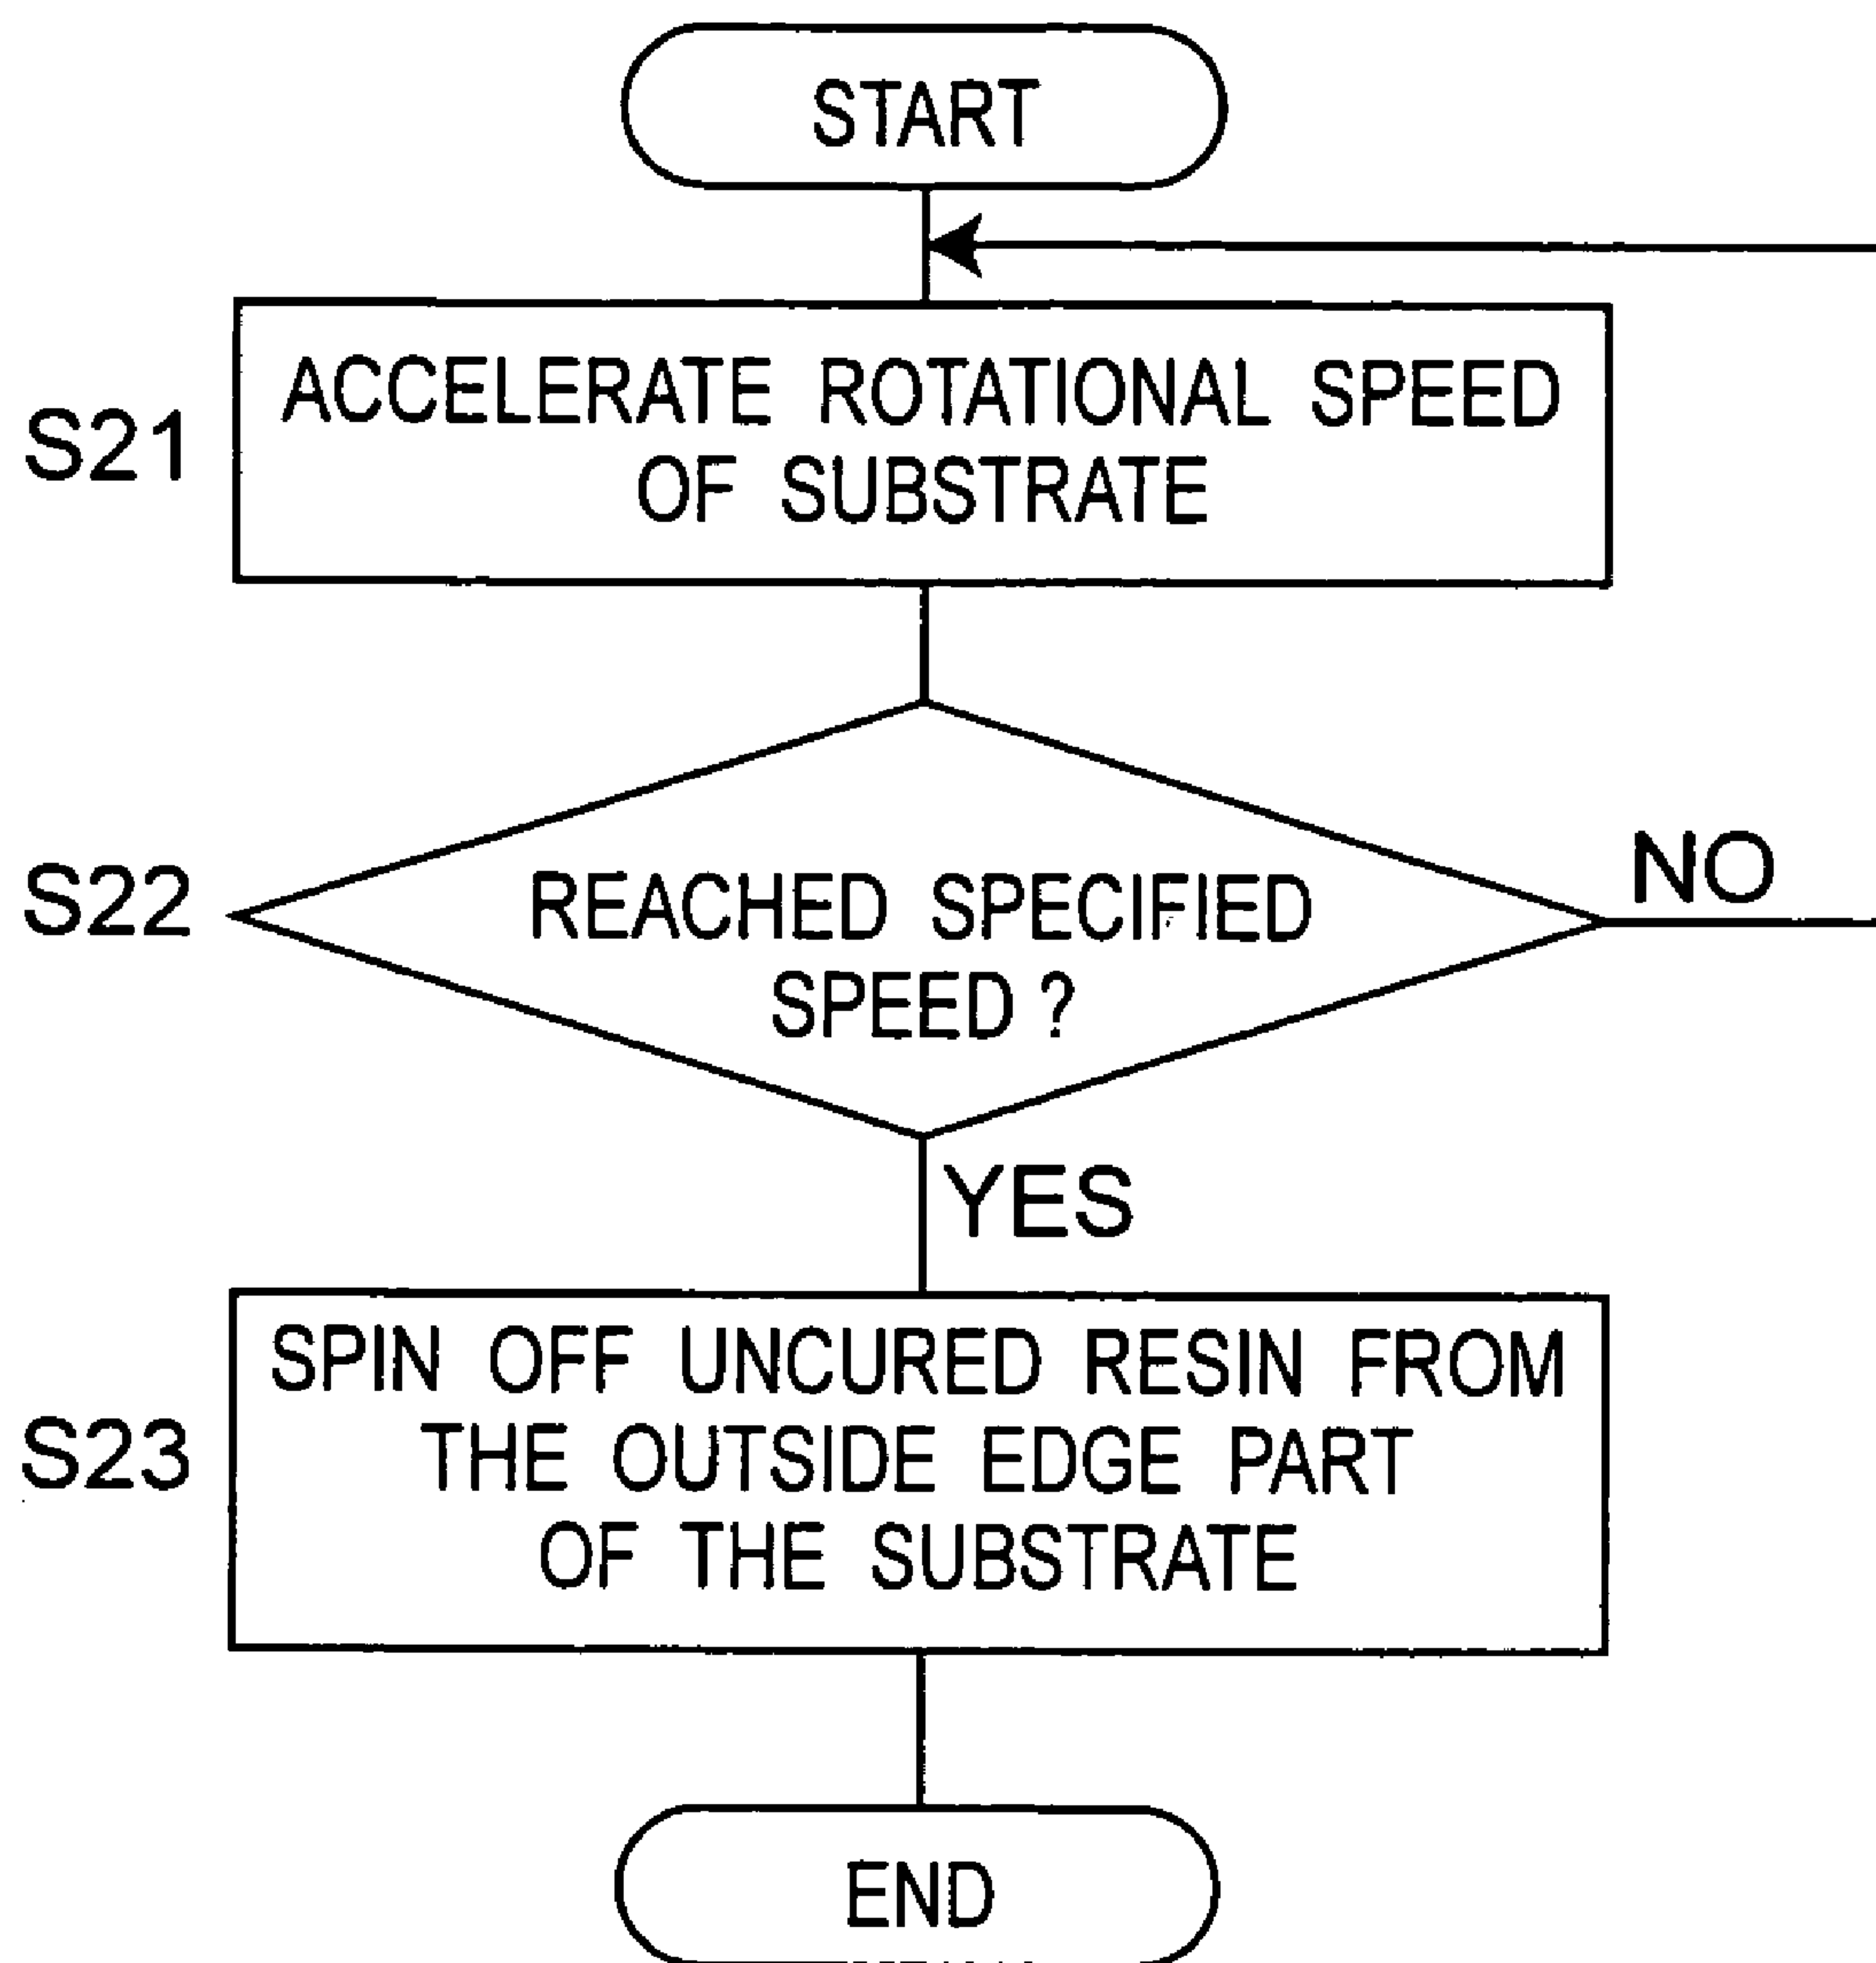 START
S21
ACCELERATE ROTATIONAL SPEED
OF SUBSTRATE
S22
REACHED SPECIFIED
SPEED ?
NO
YES
S23
SPIN OFF UNCURED RESIN FROM
THE OUTSIDE EDGE PART
OF THE SUBSTRATE
END